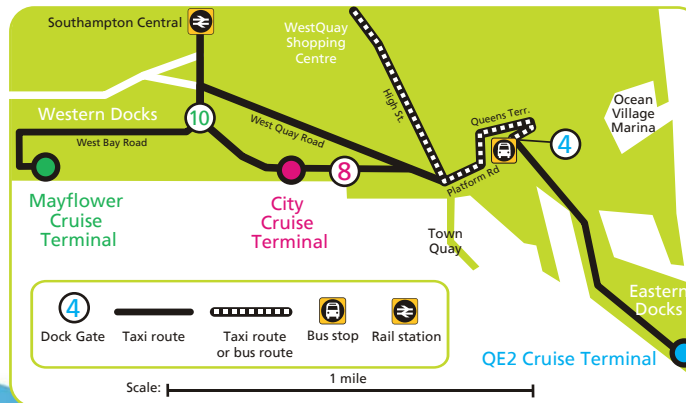 Southampton Central
WestQuay
Shopping
Centre
High St.
Queens Terr.
Ocean
Village
Marina
Western Docks
10
West Quay Road
4
West Bay Road
8
Platform Rd
Mayflower
Cruise
Terminal
City
Cruise
Terminal
Town
Quay
Eastern
Docks
4
Dock Gate
Taxi route
Taxi route
or bus route
Bus stop
Rail station
QE2 Cruise Terminal
Scale:
1 mile